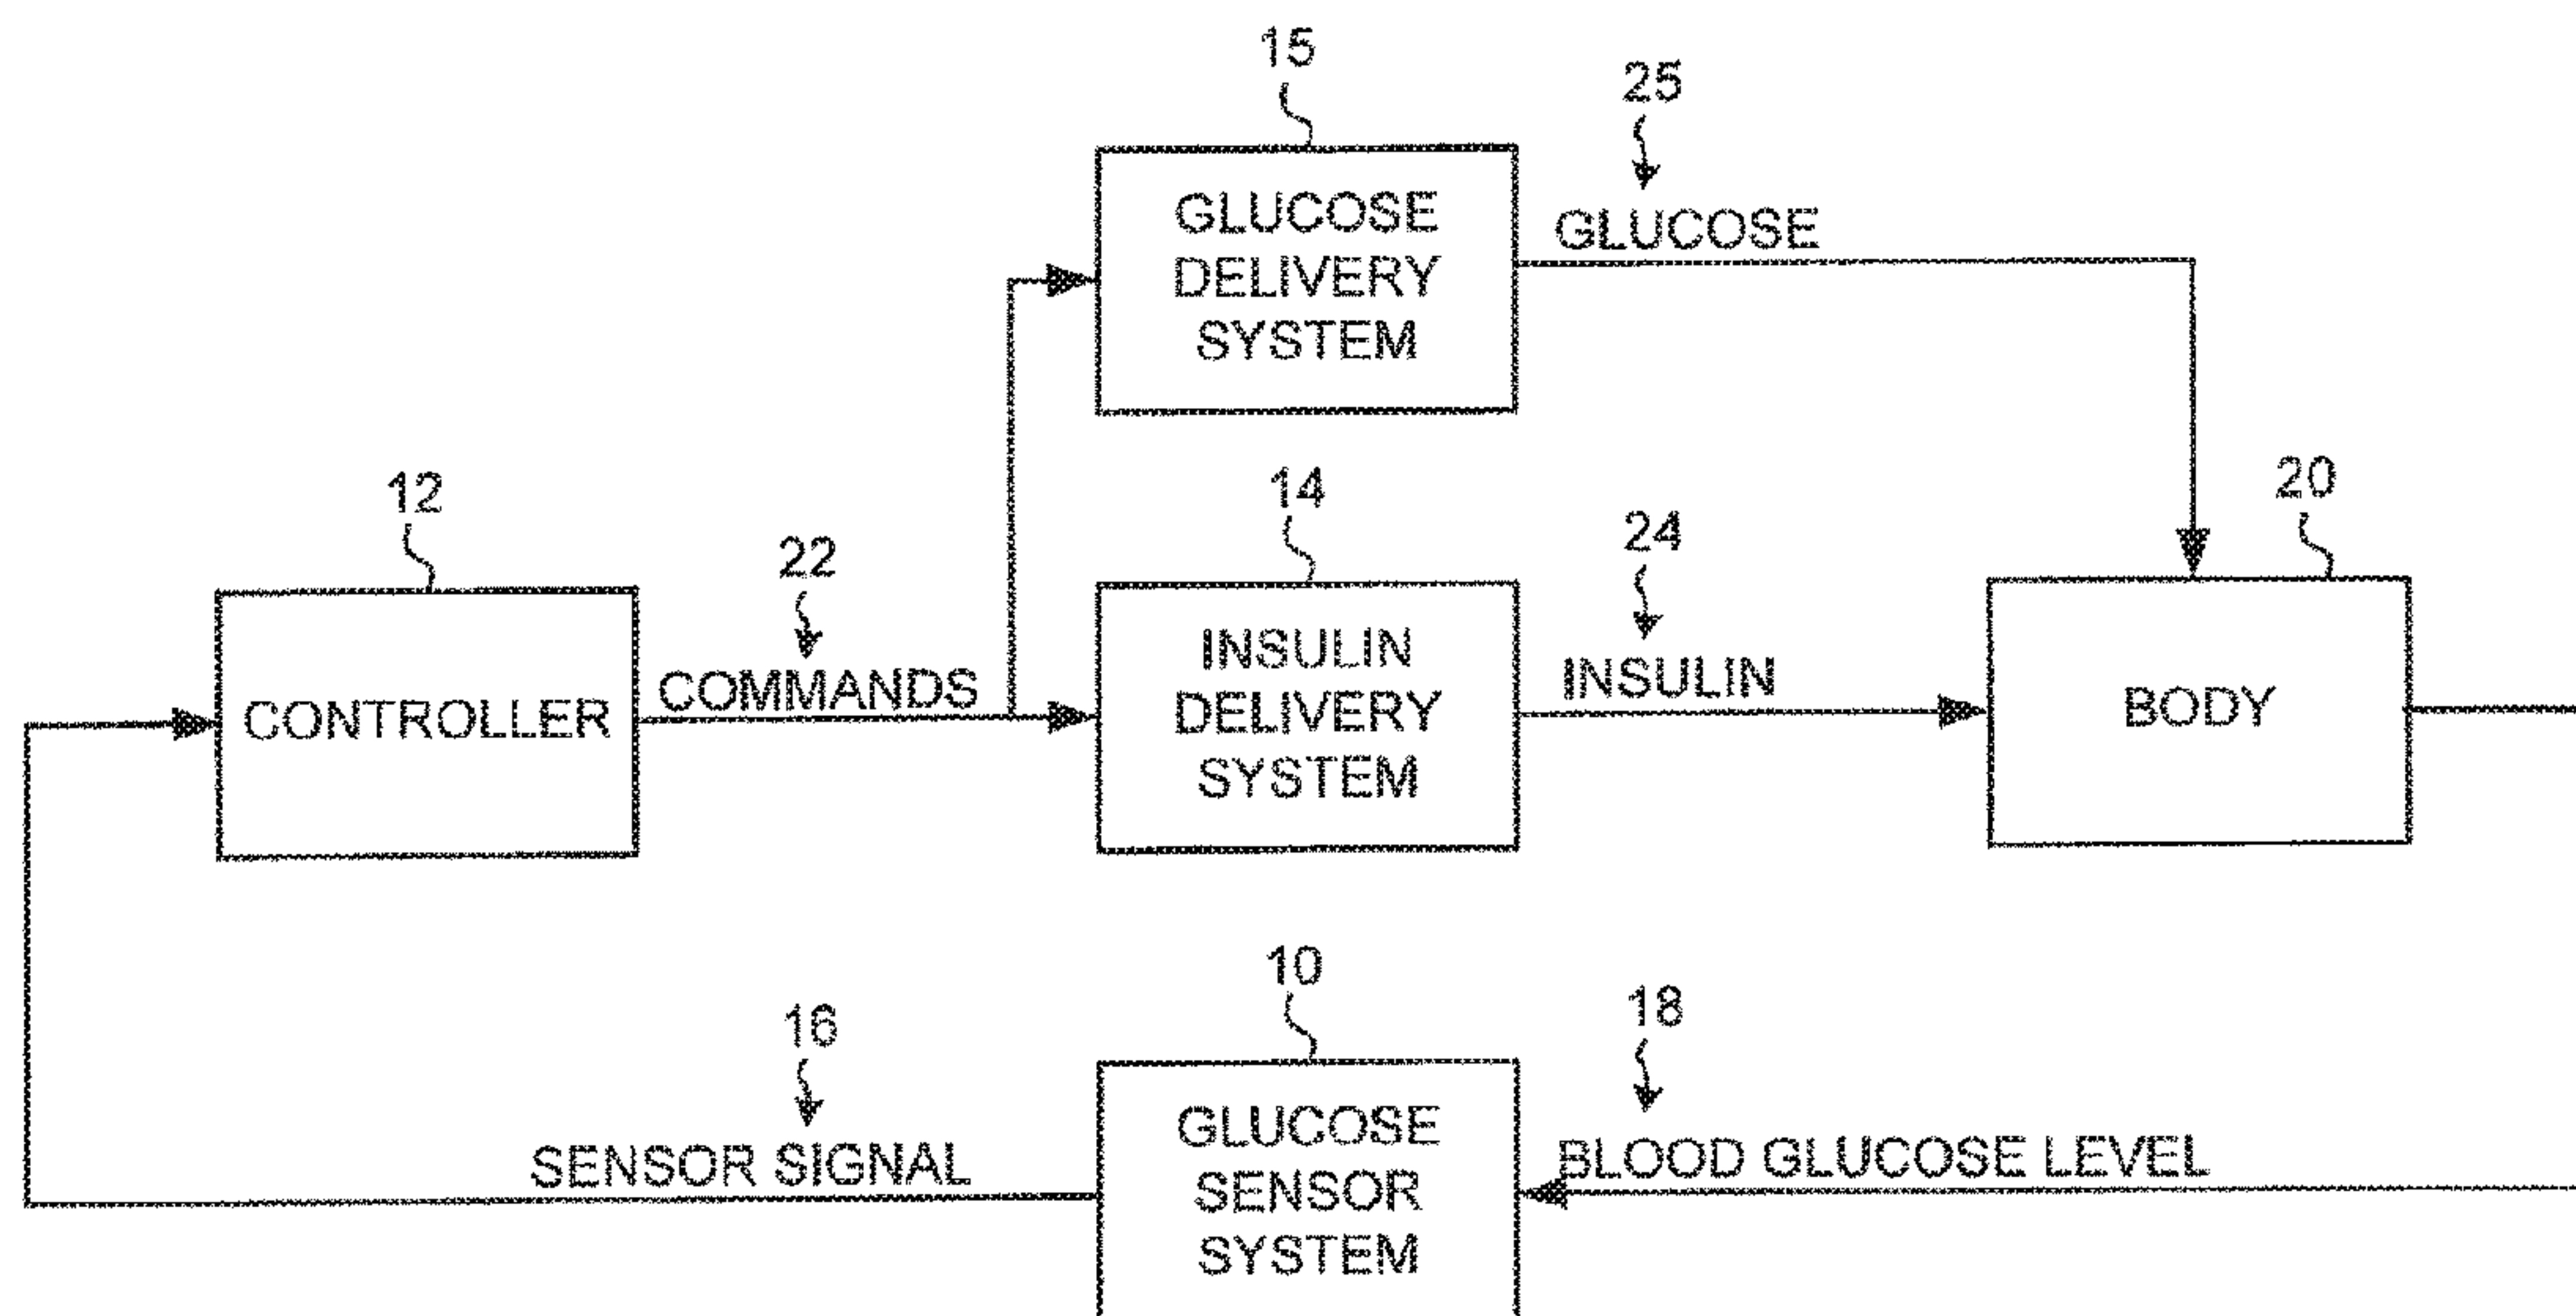 15
25
GLUCOSE
DELIVERY
SYSTEM
GLUCOSE
12
22
14
24
20
CONTROLLER
COMMANDS
INSULIN
DELIVERY
SYSTEM
INSULIN
BODY
10
16
18
SENSOR SIGNAL
GLUCOSE
SENSOR
SYSTEM
BLOOD GLUCOSE LEVEL